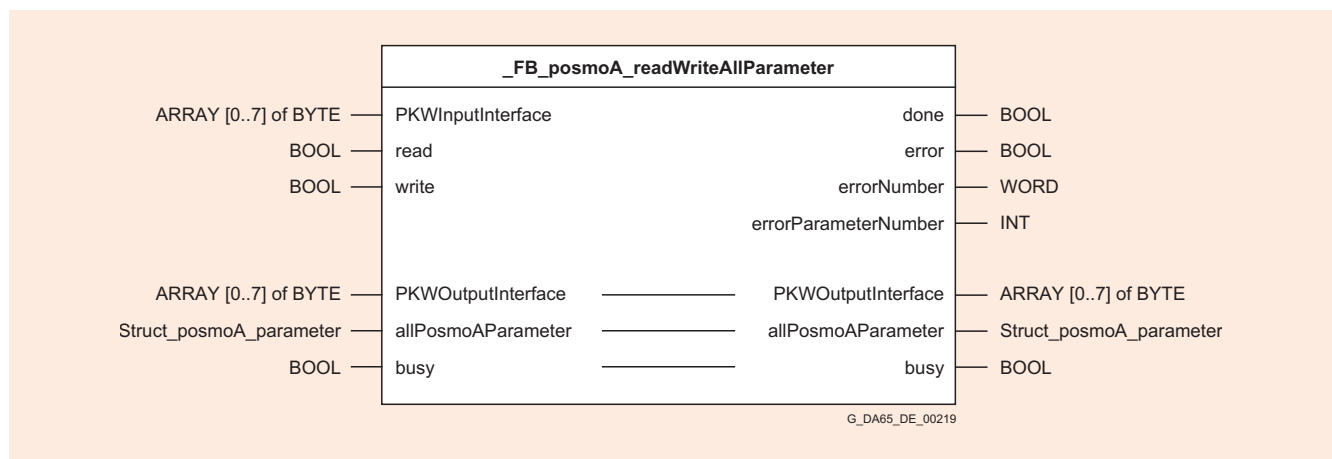 _FB_posmoA_readWriteAllParameter
ARRAY [0..7] of BYTE PKWInputInterface done BOOL
BOOL read error BOOL
BOOL write errorNumber WORD
errorParameterNumber INT
ARRAY [0..7] of BYTE PKWOutputInterface PKWOutputInterface ARRAY [0..7] of BYTE
Struct_posmoA_parameter allPosmoAParameter allPosmoAParameter Struct_posmoA_parameter
BOOL busy busy BOOL
G_DA65_DE_00219